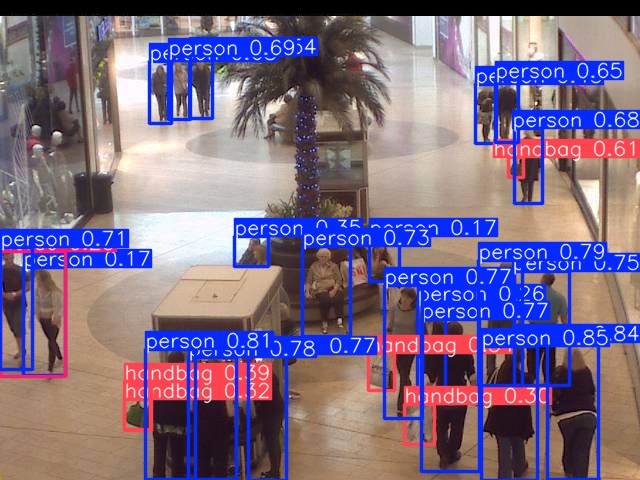 person 0.6954
person 0.65
person 0.68
handbag 0.61
person 0.35
person 0.17
person 0.73
person 0.71
person 0.17
person 0.79
person 0.75
person 0.77
person 0.26
person 0.77
person 0.81
0.78
0.77
person 0.85
.84
handbag 0.39
handbag 0.32
handbag 0.30